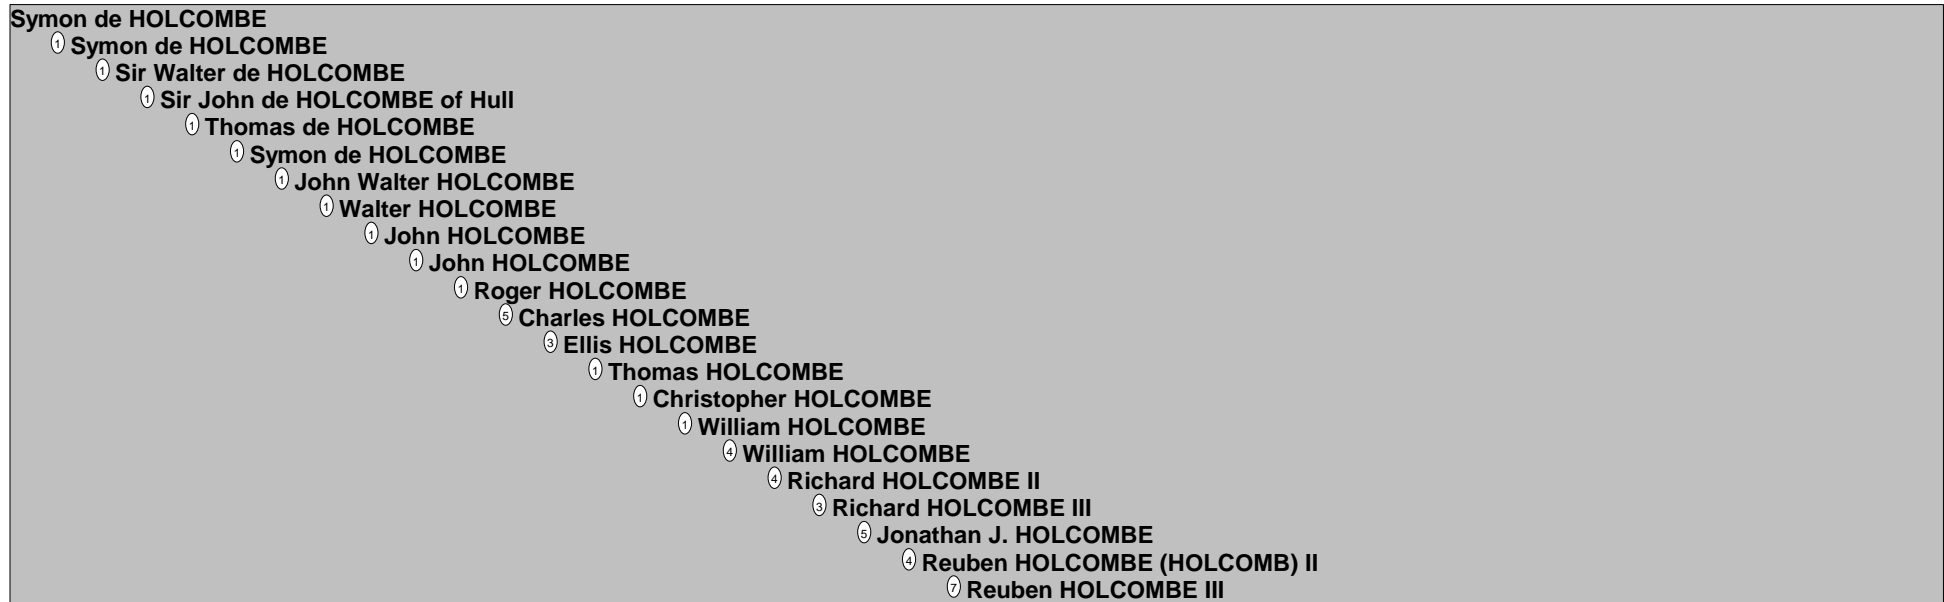 Symon de HOLCOMBE
1 Symon de HOLCOMBE
1 Sir Walter de HOLCOMBE
1 Sir John de HOLCOMBE of Hull
1 Thomas de HOLCOMBE
1 Symon de HOLCOMBE
1 John Walter HOLCOMBE
1 Walter HOLCOMBE
1 John HOLCOMBE
1 John HOLCOMBE
1 Roger HOLCOMBE
5 Charles HOLCOMBE
3 Ellis HOLCOMBE
1 Thomas HOLCOMBE
1 Christopher HOLCOMBE
1 William HOLCOMBE
4 William HOLCOMBE
4 Richard HOLCOMBE II
3 Richard HOLCOMBE III
5 Jonathan J. HOLCOMBE
4 Reuben HOLCOMBE (HOLCOMB) II
7 Reuben HOLCOMBE III